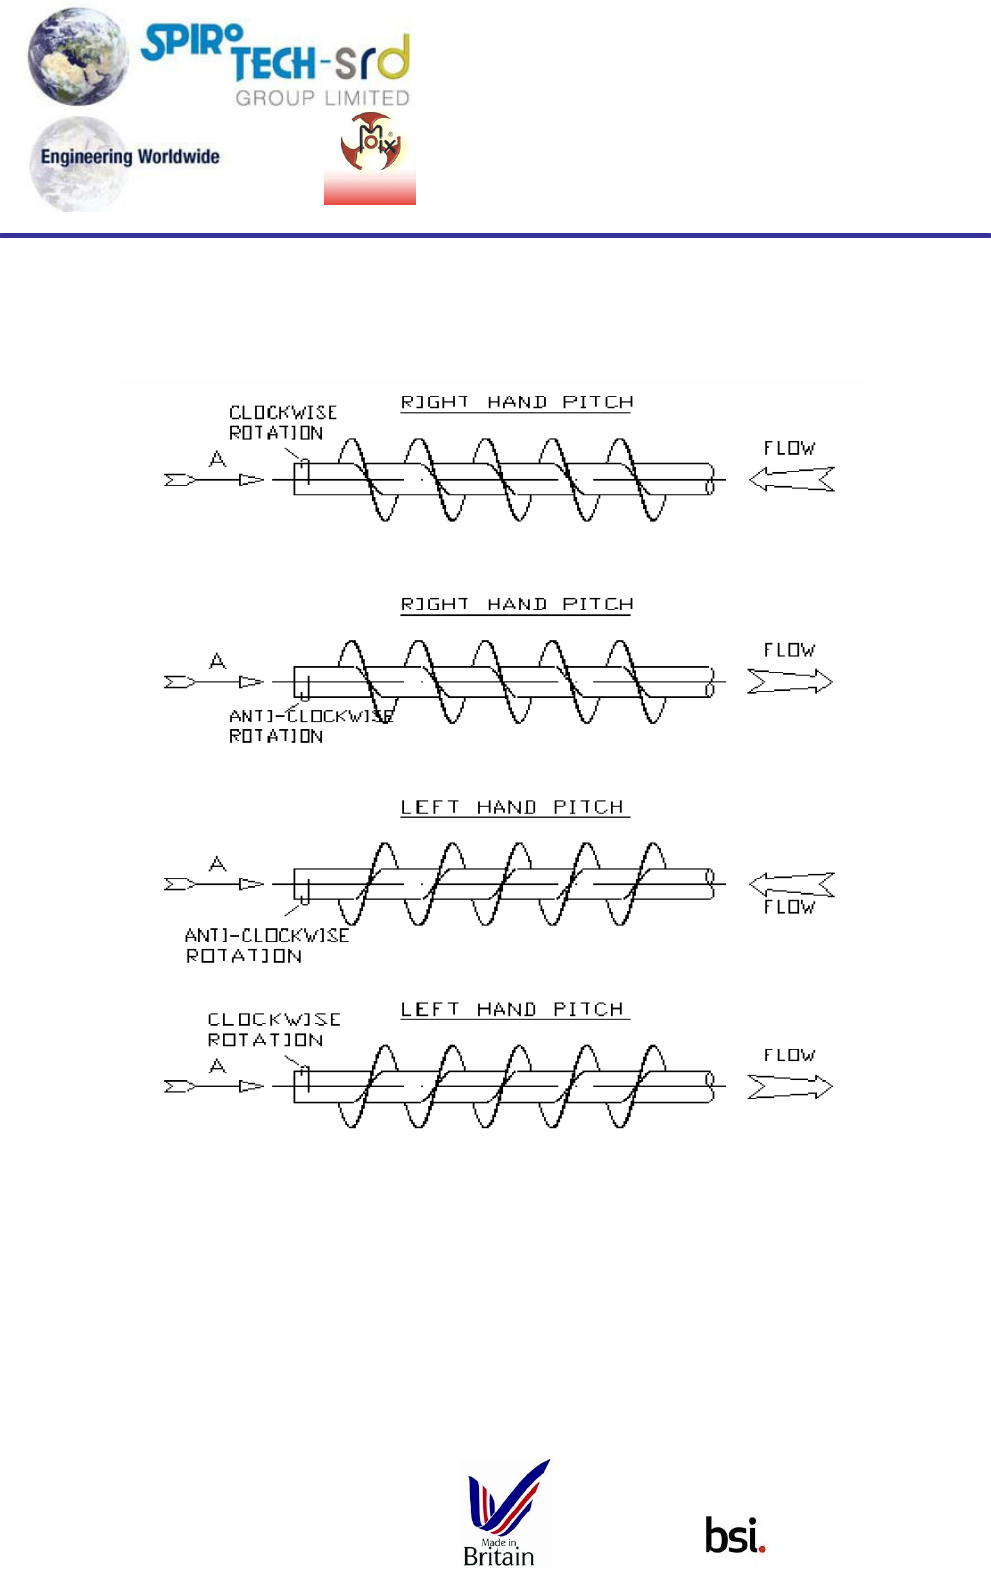 SPIRO
TECH-srd
GROUP LIMITED
Engineering Worldwide
Moix®
RIGHT HAND PITCH
CLOCKWISE
ROTATION
A
FLOW
RIGHT HAND PITCH
A
FLOW
ANTI-CLOCKWISE
ROTATION
LEFT HAND PITCH
A
FLOW
ANTI-CLOCKWISE
ROTATION
LEFT HAND PITCH
CLOCKWISE
ROTATION
A
FLOW
Made in
Britain
bsi.